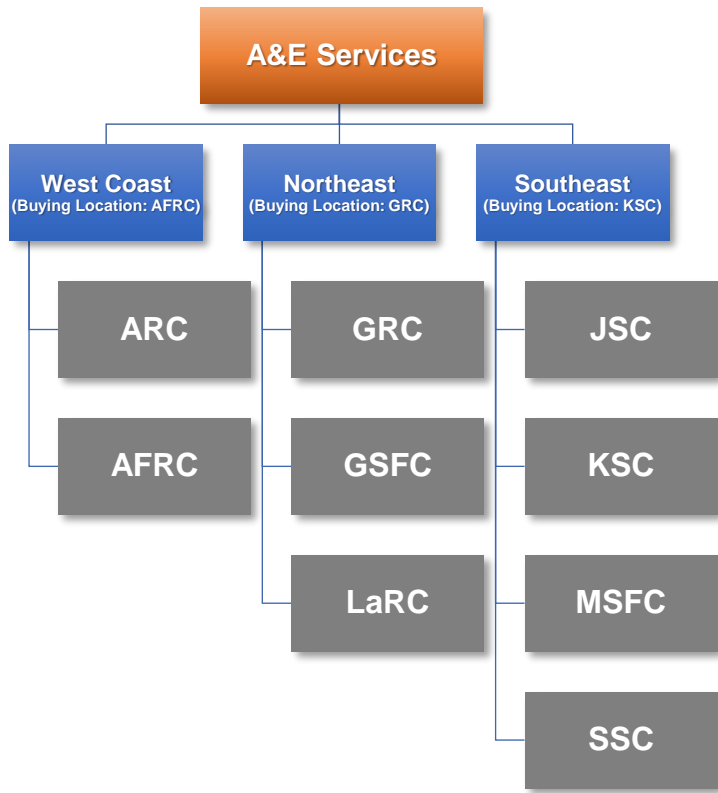 A&E Services
West Coast
(Buying Location: AFRC)
Northeast
(Buying Location: GRC)
Southeast
(Buying Location: KSC)
ARC
AFRC
GRC
GSFC
LaRC
JSC
KSC
MSFC
SSC